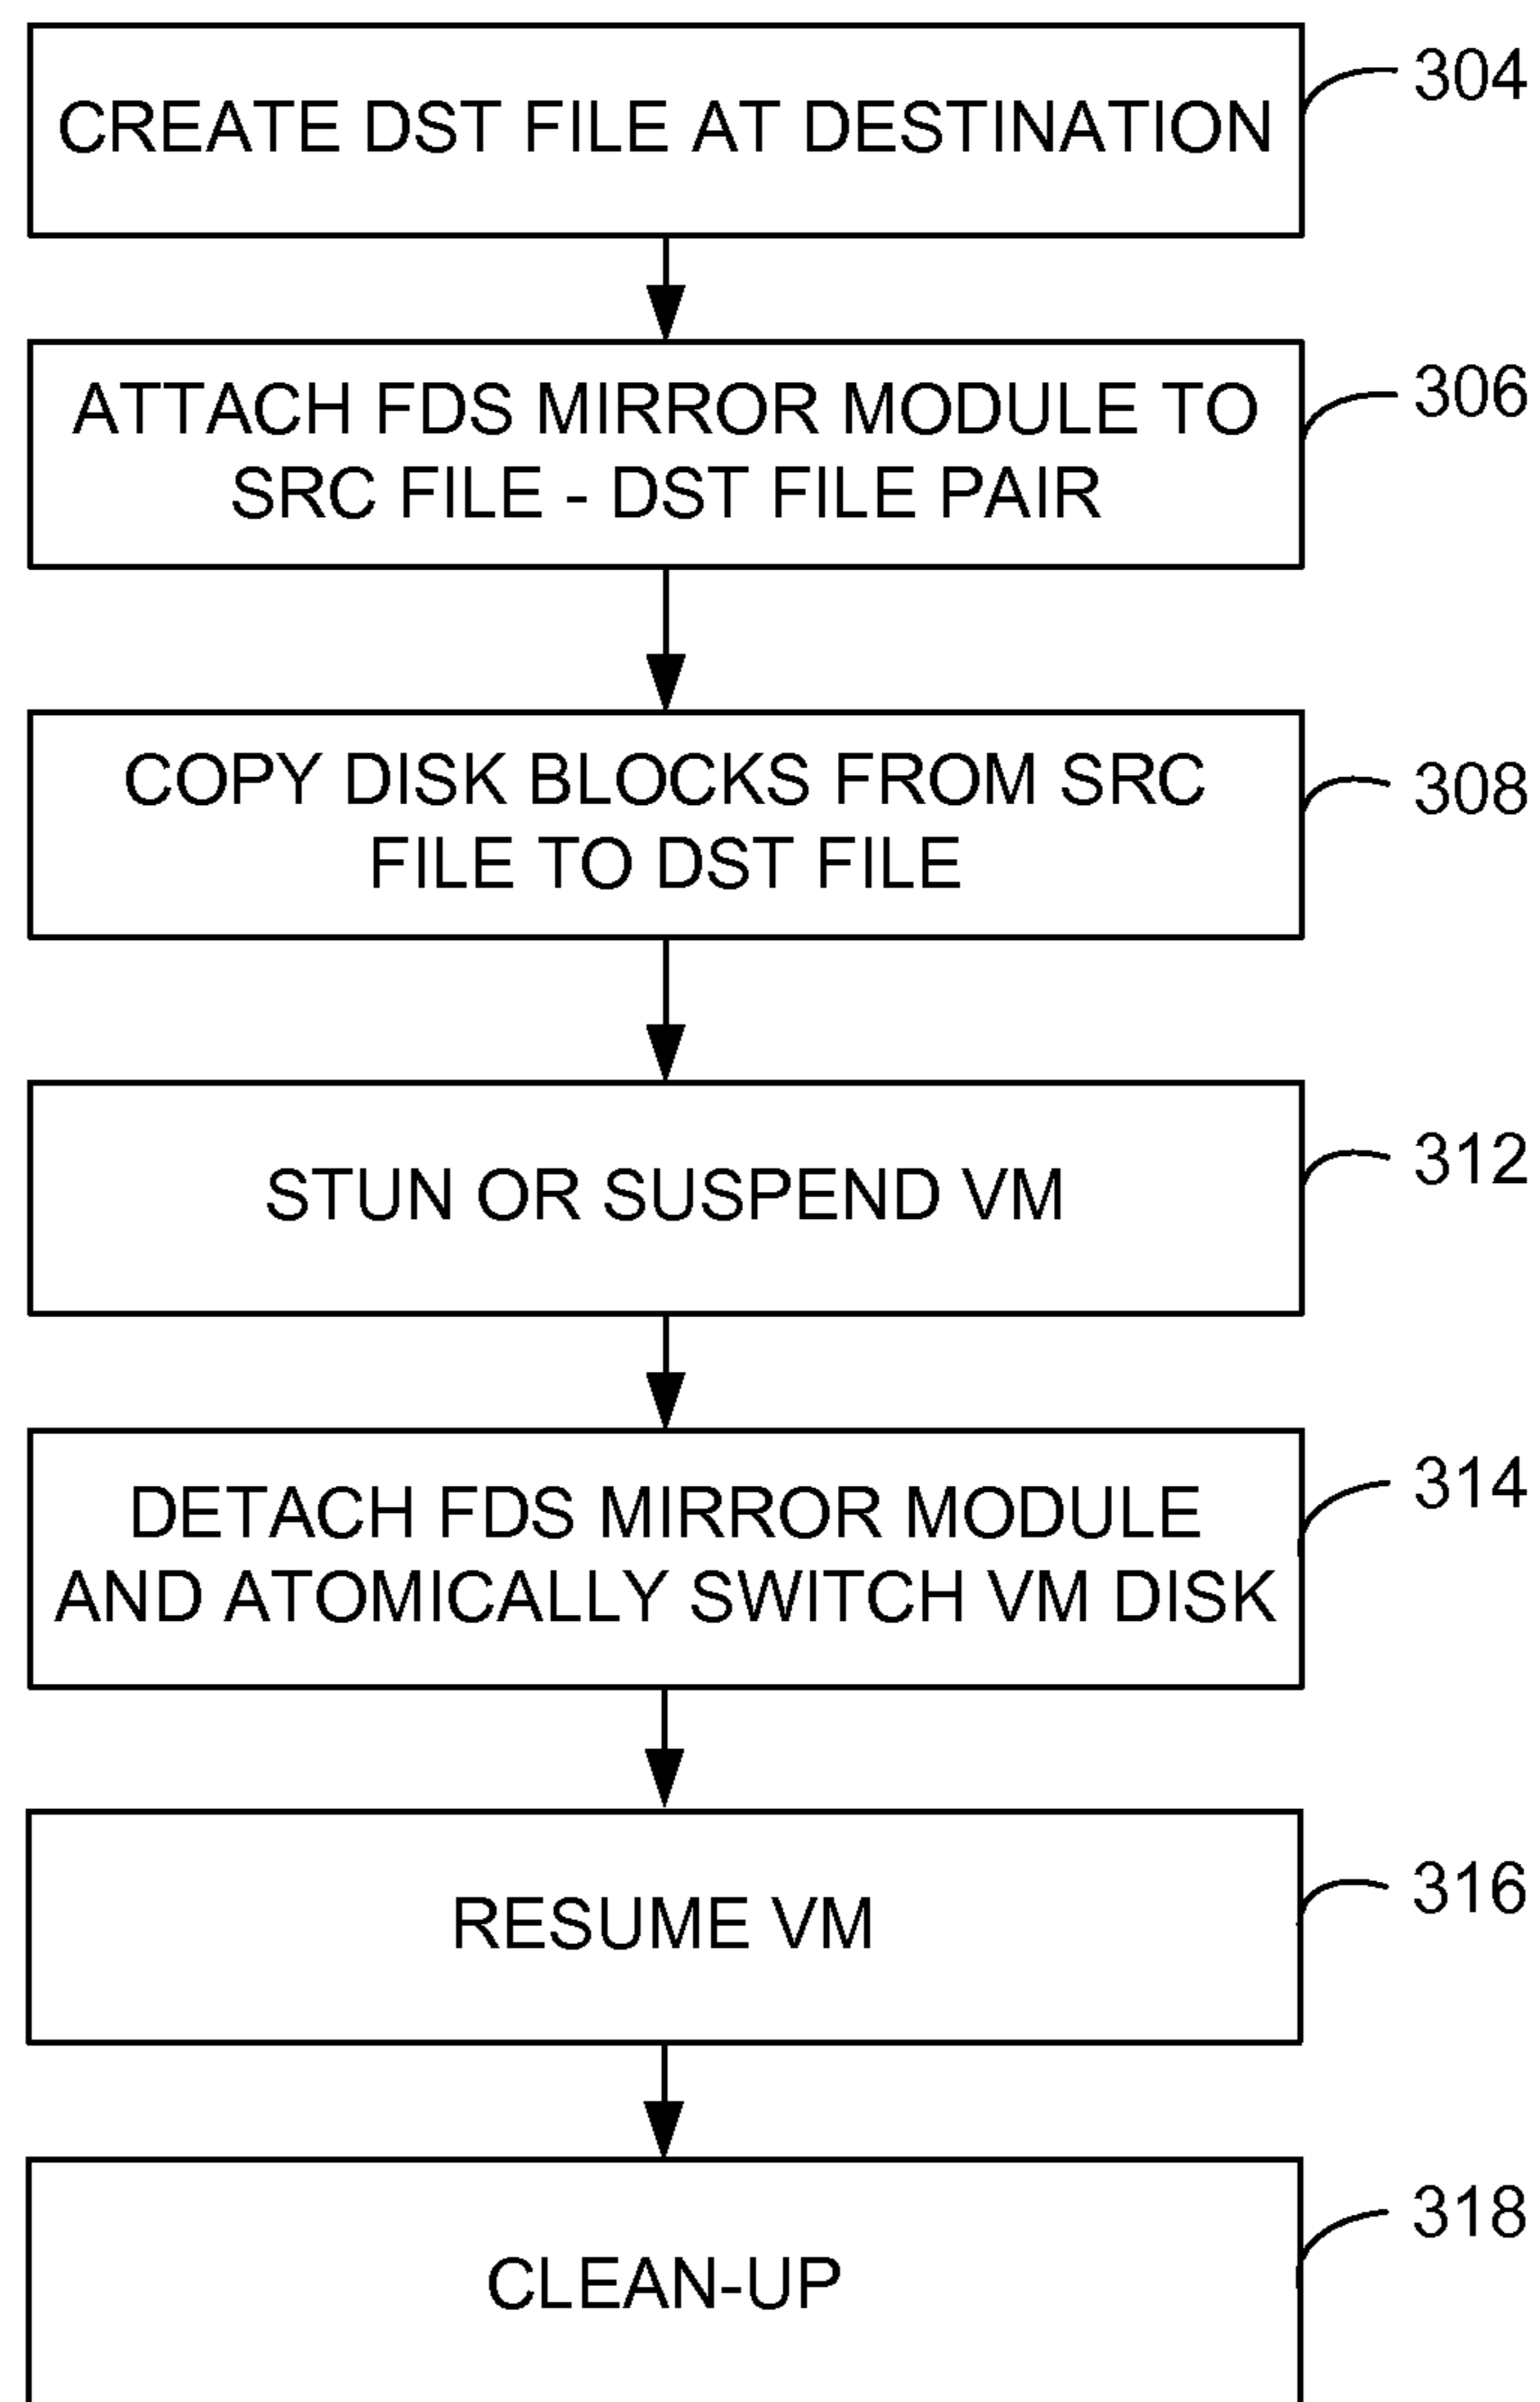 CREATE DST FILE AT DESTINATION
304
ATTACH FDS MIRROR MODULE TO
SRC FILE - DST FILE PAIR
306
COPY DISK BLOCKS FROM SRC
FILE TO DST FILE
308
STUN OR SUSPEND VM
312
DETACH FDS MIRROR MODULE
AND ATOMICALLY SWITCH VM DISK
314
RESUME VM
316
CLEAN-UP
318